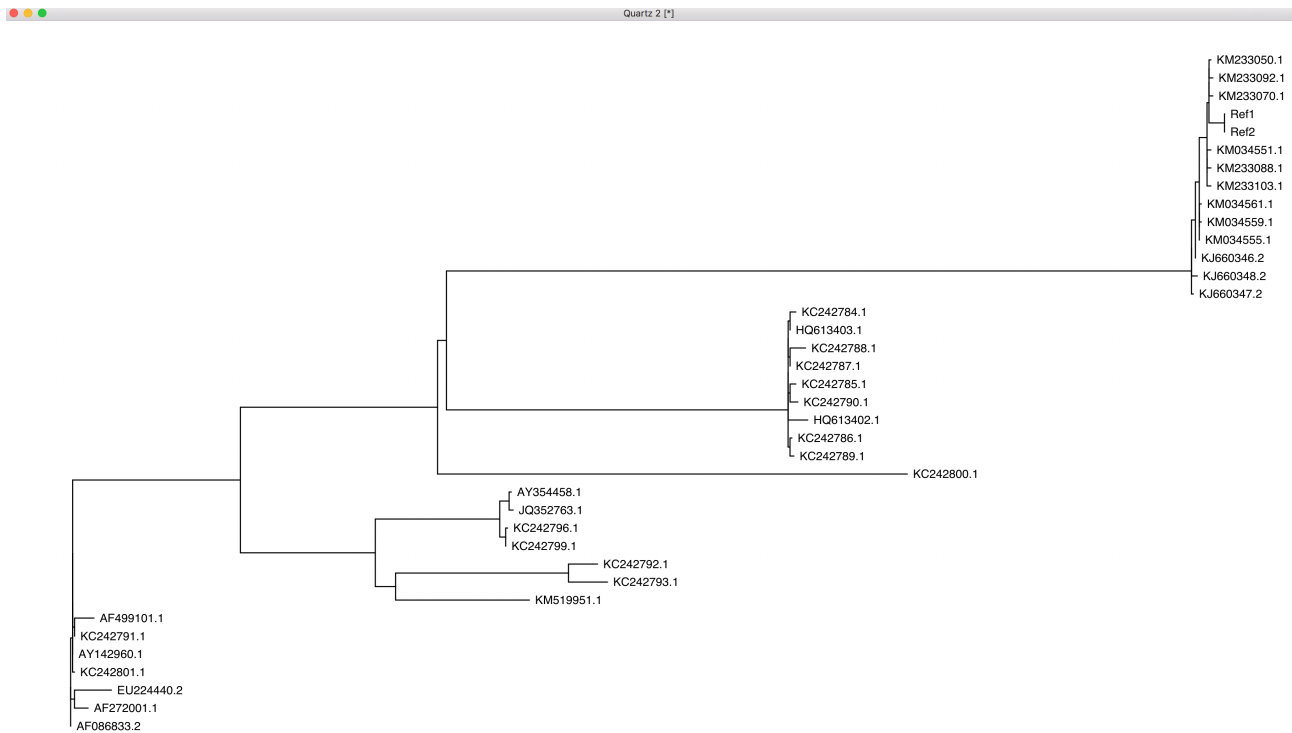 Quartz 2 [*]
KM233050.1
KM233092.1
KM233070.1
Ref1
Ref2
KM034551.1
KM233088.1
KM233103.1
KM034561.1
KM034559.1
KM034555.1
KJ660346.2
KJ660348.2
KJ660347.2
KC242784.1
HQ613403.1
KC242788.1
KC242787.1
KC242785.1
KC242790.1
HQ613402.1
KC242786.1
KC242789.1
KC242800.1
AY354458.1
JQ352763.1
KC242796.1
KC242799.1
KC242792.1
KC242793.1
KM519951.1
AF499101.1
KC242791.1
AY142960.1
KC242801.1
EU224440.2
AF272001.1
AF086833.2